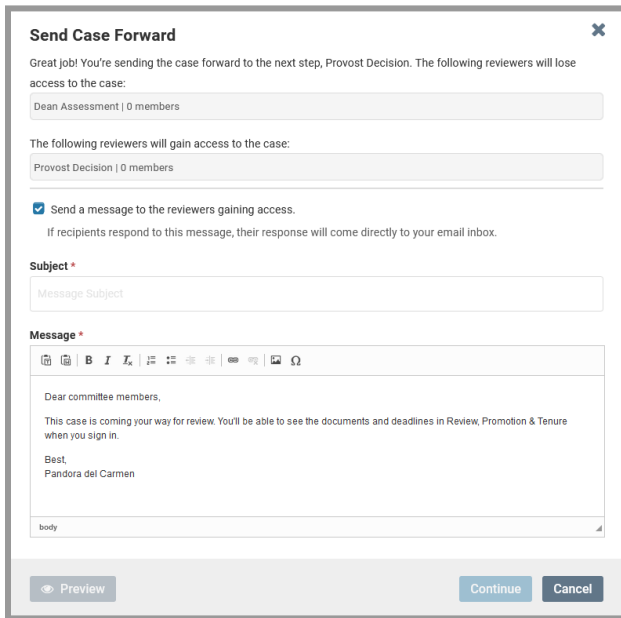 Send Case Forward
Great job! You're sending the case forward to the next step, Provost Decision. The following reviewers will lose
access to the case:
Dean Assessment | 0 members
The following reviewers will gain access to the case:
Provost Decision | 0 members
Send a message to the reviewers gaining access.
If recipients respond to this message, their response will come directly to your email inbox.
Subject *
Message Subject
Message *
B I Ix Ω
Dear committee members,
This case is coming your way for review. You'll be able to see the documents and deadlines in Review, Promotion & Tenure
when you sign in.
Best,
Pandora del Carmen
body
Preview Continue Cancel